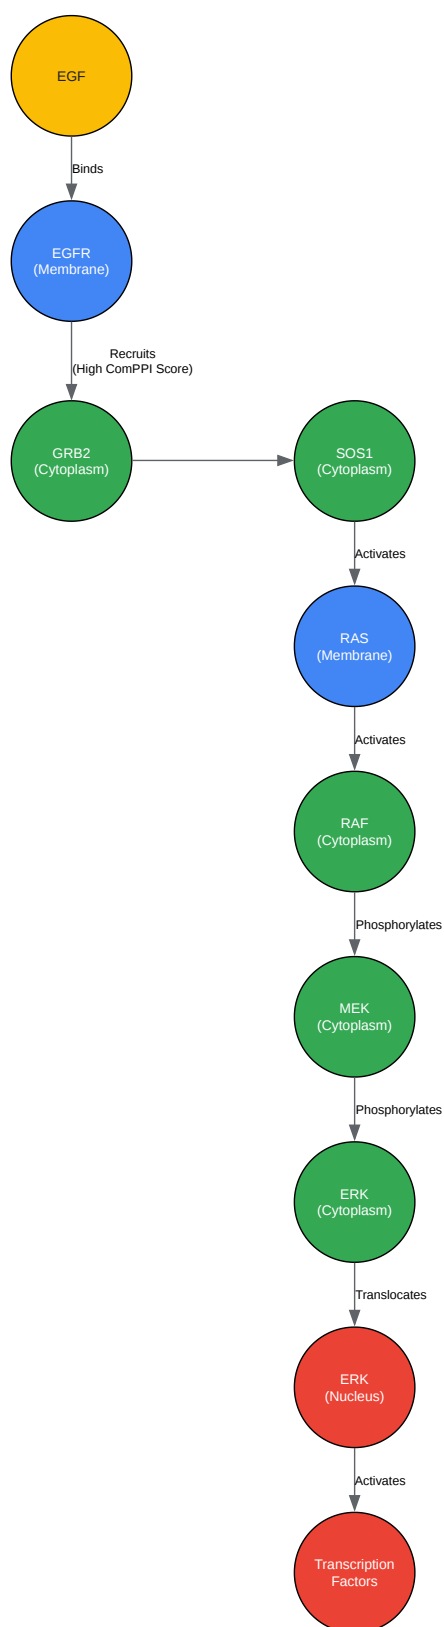 EGF
Binds
EGFR
(Membrane)
Recruits
(High ComPPI Score)
GRB2
(Cytoplasm)
SOS1
(Cytoplasm)
Activates
RAS
(Membrane)
Activates
RAF
(Cytoplasm)
Phosphorylates
MEK
(Cytoplasm)
Phosphorylates
ERK
(Cytoplasm)
Translocates
ERK
(Nucleus)
Activates
Transcription
Factors